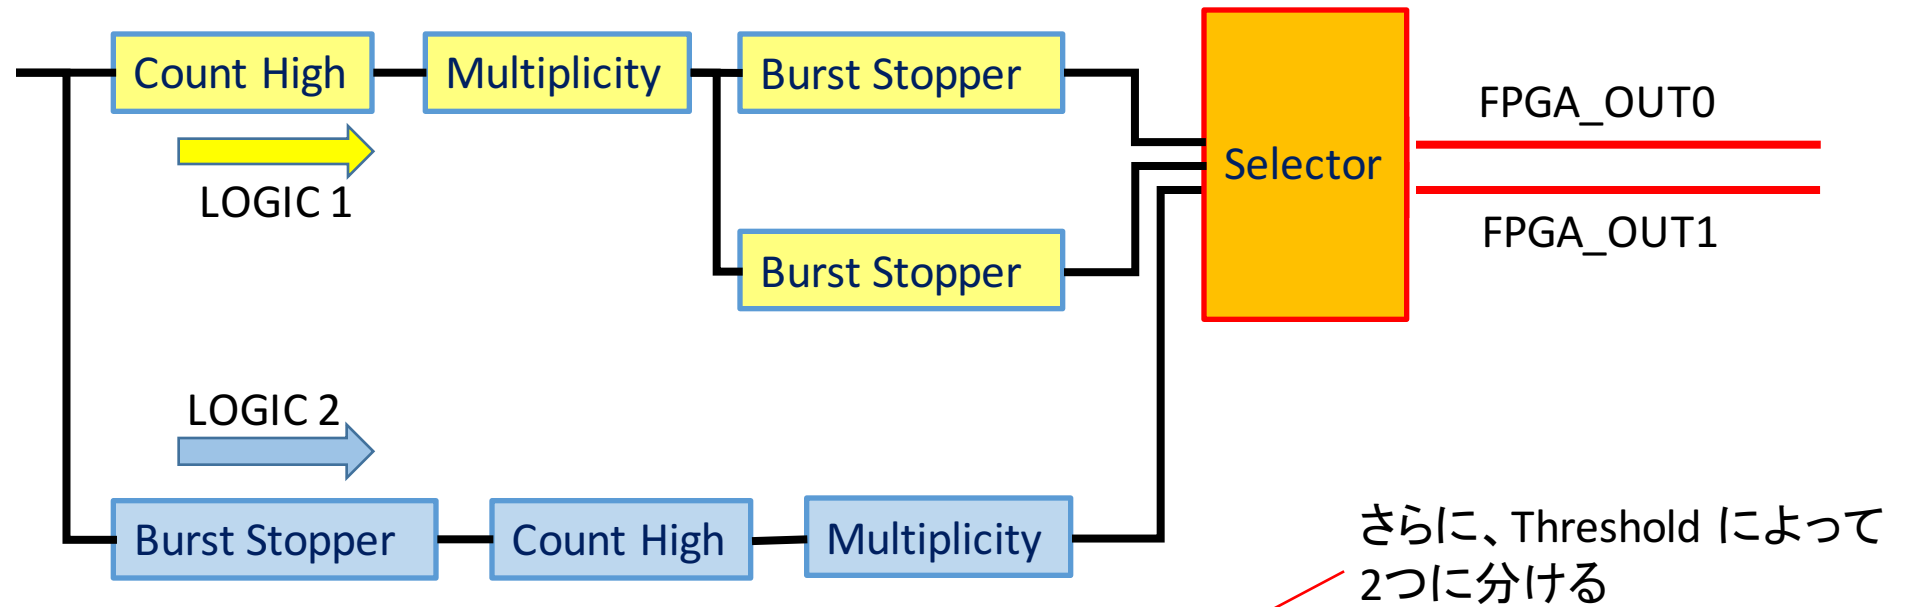 Count High
Multiplicity
Burst Stopper
FPGA_OUT0
Selector
LOGIC 1
FPGA_OUT1
Burst Stopper
LOGIC 2
Burst Stopper
Count High
Multiplicity
さらに、Threshold によって
2つに分ける